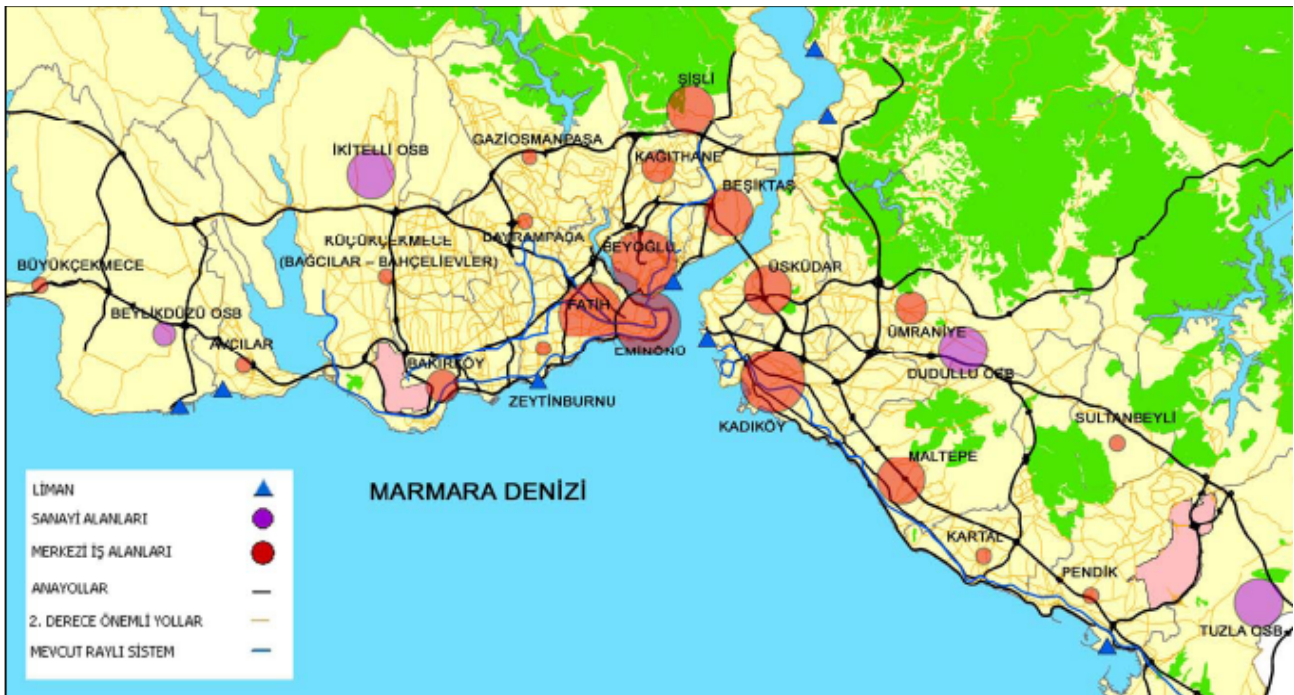 ŞİŞLİ
GAZİOSMANPAŞA
İKİTELLİ OSB
KAĞITHANE
BEŞİKTAŞ
BAYRAMPAŞA
BEYOĞLU
KÜÇÜKÇEKMECE
(BAĞCILAR – BAHÇELİEVLER)
BÜYÜKÇEKMECE
ÜSKÜDAR
BEYLİKDÜZÜ OSB
FATİH
ÜMRANİYE
EMİNÖNÜ
AVCILAR
BAKIRKÖY
DUDULLU OSB
ZEYTİNBURNU
SULTANBEYLİ
KADIKÖY
MALTEPE
MARMARA DENİZİ
KARTAL
PENDİK
TUZLA OSB
LİMAN
SANAYİ ALANLARI
MERKEZİ İŞ ALANLARI
ANAYOLLAR
2. DERECE ÖNEMLİ YOLLAR
MEVCUT RAYLI SİSTEM